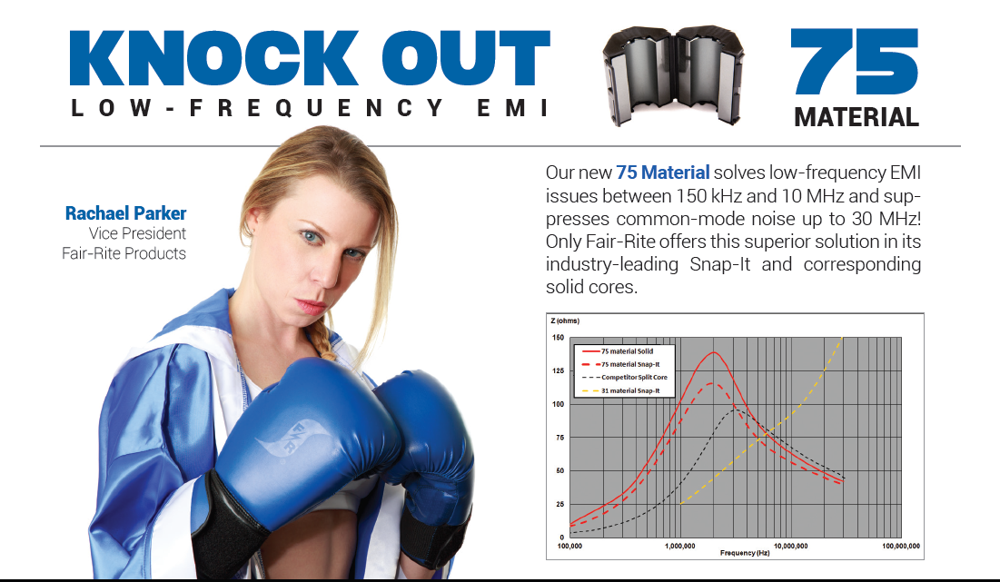 KNOCK OUT
LOW-FREQUENCY EMI
75
MATERIAL
Rachael Parker
Vice President
Fair-Rite Products
Our new 75 Material solves low-frequency EMI
issues between 150 kHz and 10 MHz and sup-
presses common-mode noise up to 30 MHz!
Only Fair-Rite offers this superior solution in its
industry-leading Snap-It and corresponding
solid cores.
Z (ohms)
160
125
100
75
50
25
0
75 material Solid
75 material Snap-It
Competitor Split Core
31 material Snap-It
100,000
1,000,000
10,000,000
100,000,000
Frequency (Hz)